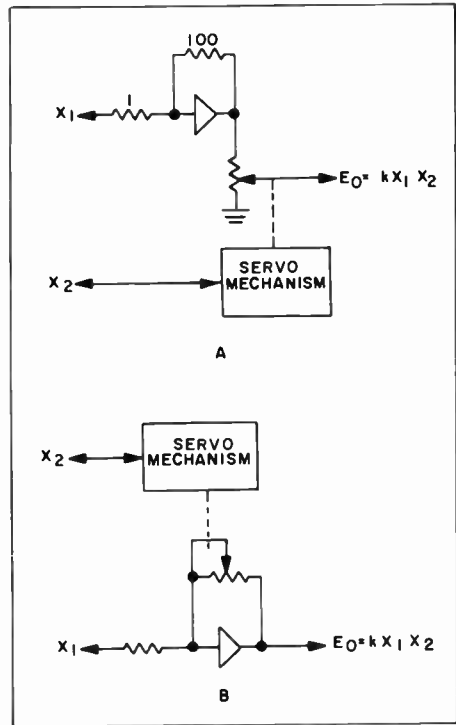 100
1
X1
E0= kX1 X2
SERVO
MECHANISM
X2
A
SERVO
MECHANISM
X2
X1
E0=kX1 X2
B